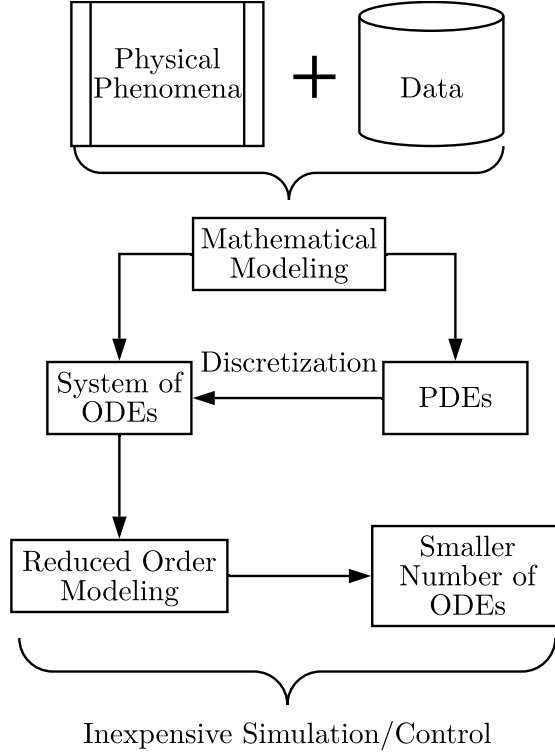 Physical
Phenomena
+
Data
Mathematical
Modeling
Discretization
System of
ODEs
PDEs
Reduced Order
Modeling
Smaller
Number of
ODEs
Inexpensive Simulation/Control